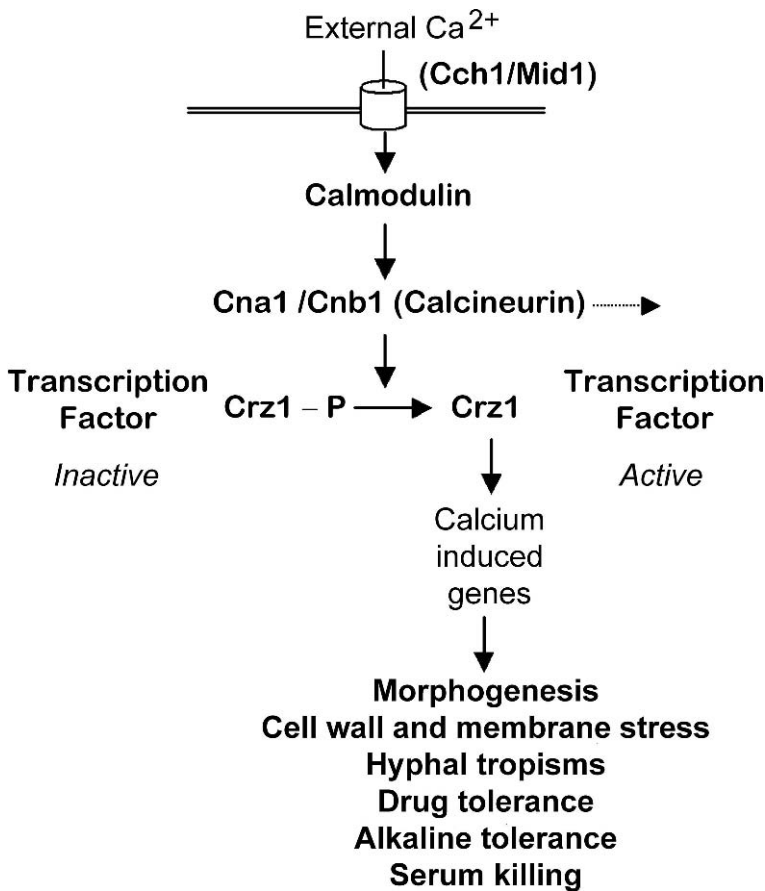 External Ca²⁺
(Cch1/Mid1)
Calmodulin
Cna1 /Cnb1 (Calcineurin)
Transcription
Factor
Inactive
Crz1 – P
Crz1
Transcription
Factor
Active
Calcium
induced
genes
Morphogenesis
Cell wall and membrane stress
Hyphal tropisms
Drug tolerance
Alkaline tolerance
Serum killing